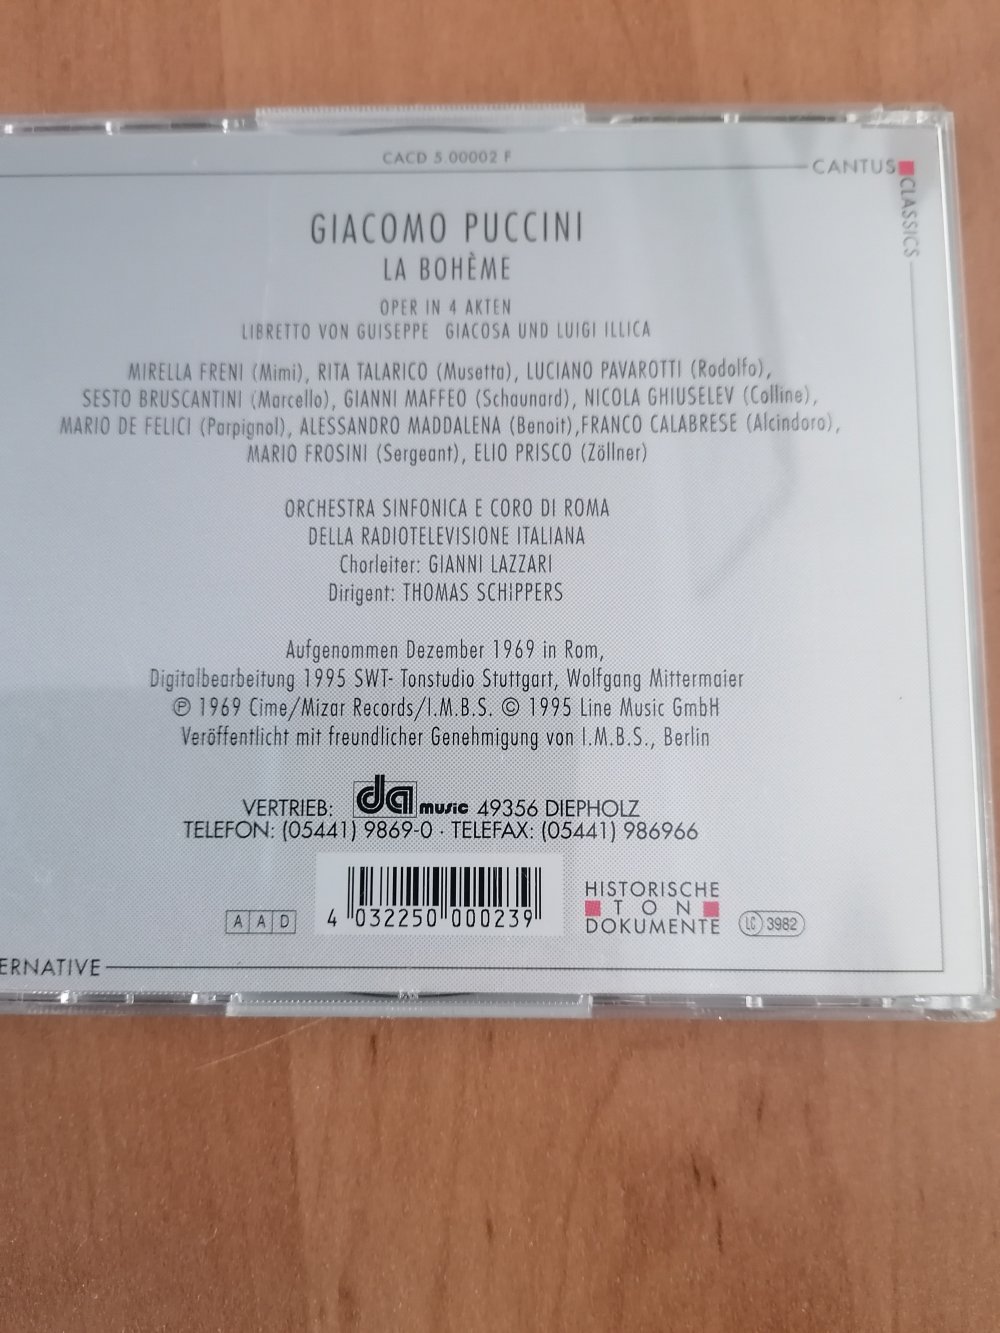 CACD 5.00002 F
CANTUS
CLASSICS
GIACOMO PUCCINI
LA BOHÈME
OPER IN 4 AKTEN
LIBRETTO VON GUISEPPE GIACOSA UND LUIGI ILLICA
MIRELLA FRENI (Mimi), RITA TALARICO (Musetta), LUCIANO PAVAROTTI (Rodolfo),
SESTO BRUSCANTINI (Marcello), GIANNI MAFFEO (Schaunard), NICOLA GHIUSELEV (Colline),
MARIO DE FELICI (Parpignol), ALESSANDRO MADDALENA (Benoit),FRANCO CALABRESE (Alcindoro),
MARIO FROSINI (Sergeant), ELIO PRISCO (Zöllner)
ORCHESTRA SINFONICA E CORO DI ROMA
DELLA RADIOTELEVISIONE ITALIANA
Chorleiter: GIANNI LAZZARI
Dirigent: THOMAS SCHIPPERS
Aufgenommen Dezember 1969 in Rom,
Digitalbearbeitung 1995 SWT- Tonstudio Stuttgart, Wolfgang Mittermaier
℗ 1969 Cime/Mizar Records/I.M.B.S. © 1995 Line Music GmbH
Veröffentlicht mit freundlicher Genehmigung von I.M.B.S., Berlin
VERTRIEB: da music 49356 DIEPHOLZ
TELEFON: (05441) 9869-0 · TELEFAX: (05441) 986966
AAD
4 032250 000239
HISTORISCHE
TON
DOKUMENTE
LC 3982
ERNATIVE